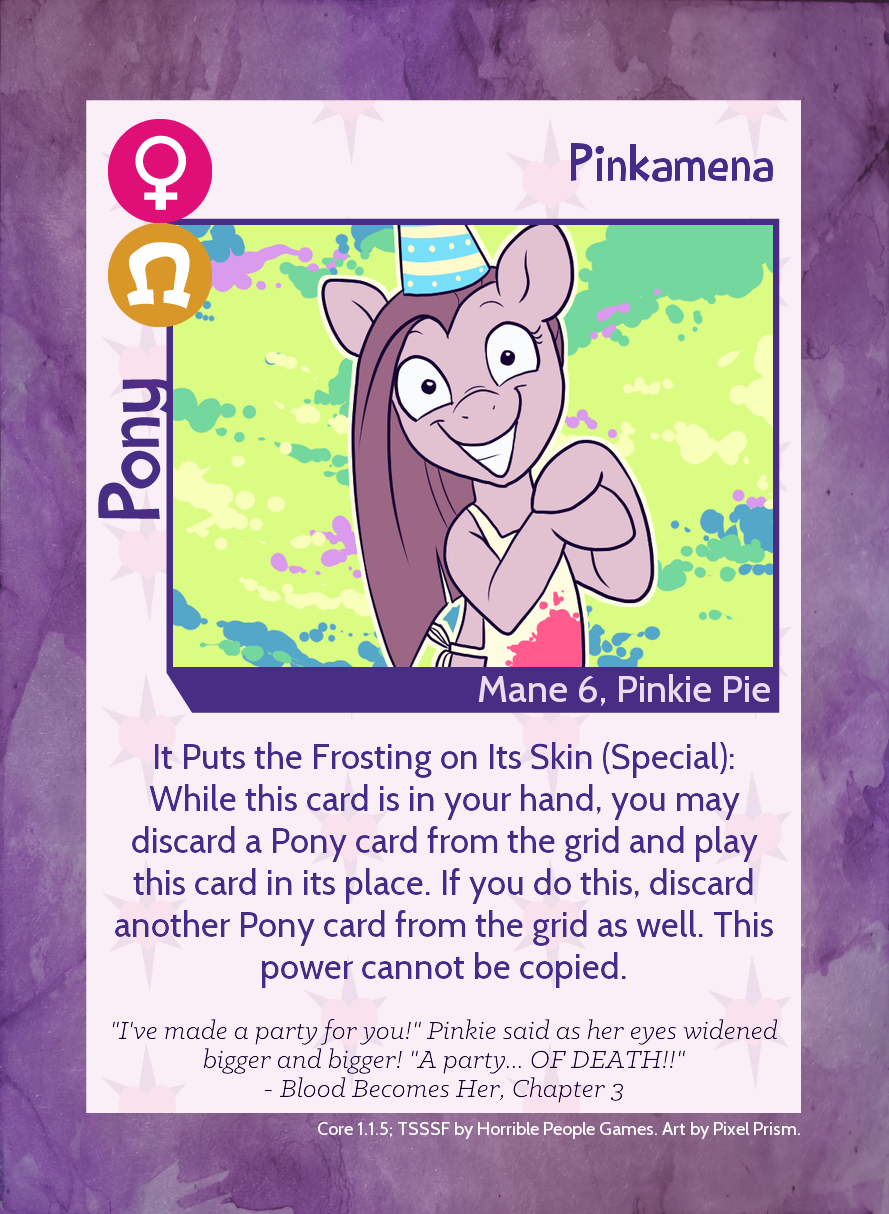 Pinkamena
Pony
Mane 6, Pinkie Pie
It Puts the Frosting on Its Skin (Special):
While this card is in your hand, you may
discard a Pony card from the grid and play
this card in its place. If you do this, discard
another Pony card from the grid as well. This
power cannot be copied.
"I've made a party for you!" Pinkie said as her eyes widened
bigger and bigger! "A party... OF DEATH!!"
- Blood Becomes Her, Chapter 3
Core 1.1.5; TSSSF by Horrible People Games. Art by Pixel Prism.